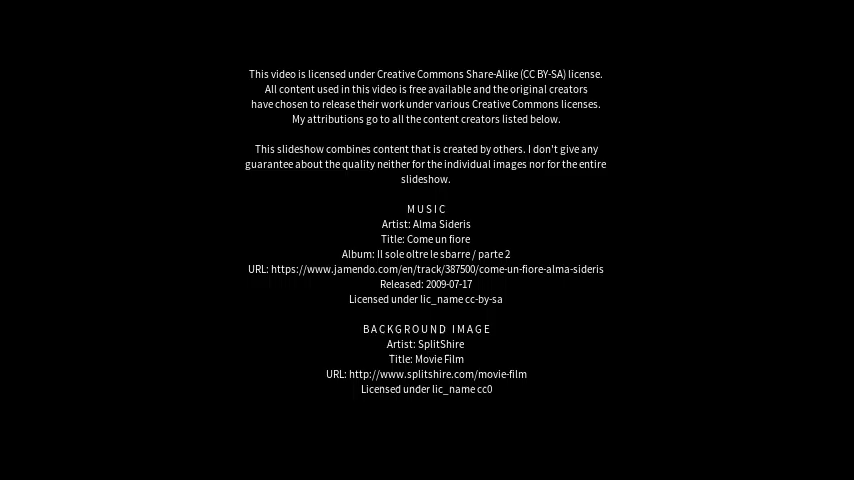 This video is licensed under Creative Commons Share-Alike (CC BY-SA) license.
All content used in this video is free available and the original creators
have chosen to release their work under various Creative Commons licenses.
My attributions go to all the content creators listed below.
This slideshow combines content that is created by others. I don't give any
guarantee about the quality neither for the individual images nor for the entire
slideshow.
MUSIC
Artist: Alma Sideris
Title: Come un fiore
Album: Il sole oltre le sbarre / parte 2
URL: https://www.jamendo.com/en/track/387500/come-un-fiore-alma-sideris
Released: 2009-07-17
Licensed under lic_name cc-by-sa
BACKGROUND IMAGE
Artist: SplitShire
Title: Movie Film
URL: http://www.splitshire.com/movie-film
Licensed under lic_name cc0